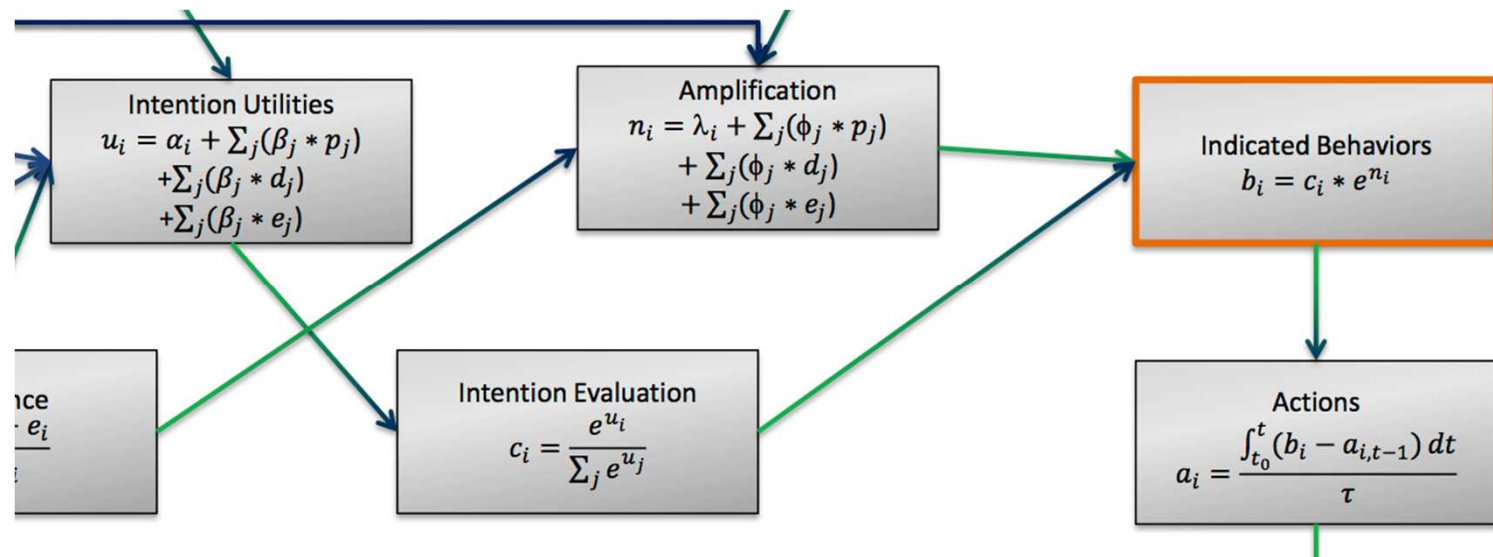 Intention Utilities
u_i = α_i + ∑_j(β_j * p_j)
+∑_j(β_j * d_j)
+∑_j(β_j * e_j)
Amplification
n_i = λ_i + ∑_j(ϕ_j * p_j)
+ ∑_j(ϕ_j * d_j)
+ ∑_j(ϕ_j * e_j)
Indicated Behaviors
b_i = c_i * e^{n_i}
nce
e_i
Intention Evaluation
c_i = \frac{e^{u_i}}{∑_j e^{u_j}}
Actions
a_i = \frac{∫_{t_0}^{t}(b_i − a_{i,t−1}) dt}{τ}